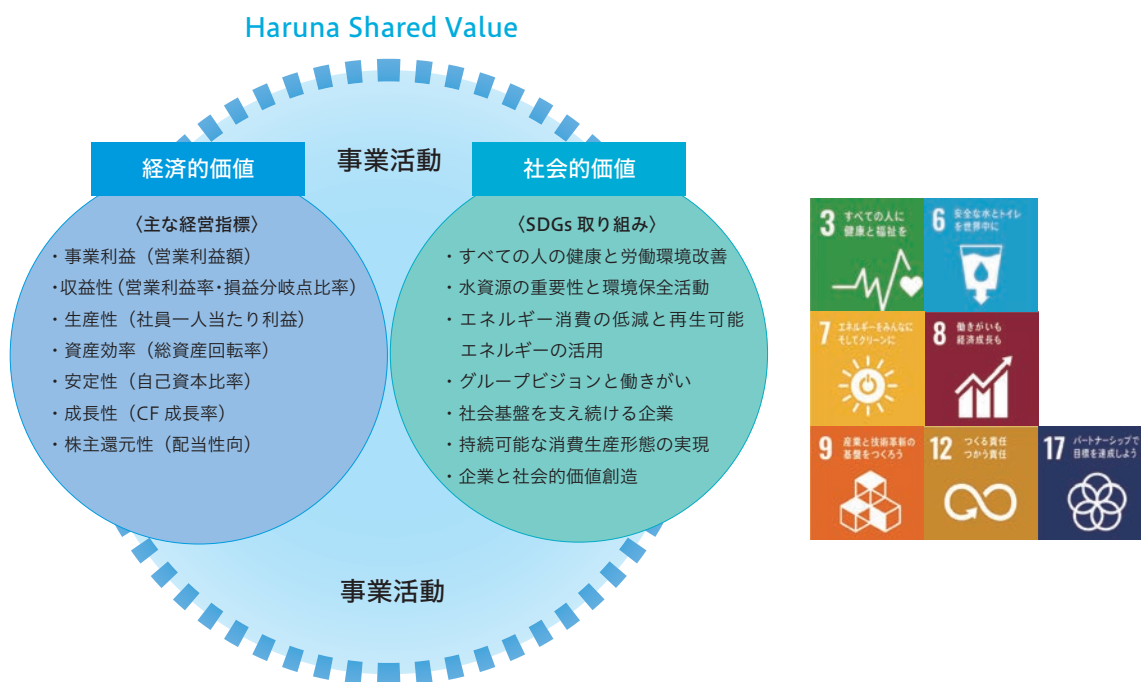 Haruna Shared Value
事業活動
経済的価値
〈主な経営指標〉
・事業利益（営業利益額）
・収益性（営業利益率・損益分岐点比率）
・生産性（社員一人当たり利益）
・資産効率（総資産回転率）
・安定性（自己資本比率）
・成長性（CF 成長率）
・株主還元性（配当性向）
社会的価値
〈SDGs 取り組み〉
・すべての人の健康と労働環境改善
・水資源の重要性と環境保全活動
・エネルギー消費の低減と再生可能
エネルギーの活用
・グループビジョンと働きがい
・社会基盤を支え続ける企業
・持続可能な消費生産形態の実現
・企業と社会的価値創造
事業活動
3 すべての人に
健康と福祉を
6 安全な水とトイレ
を世界中に
7 エネルギーをみんなに
そしてクリーンに
8 働きがいも
経済成長も
9 産業と技術革新の
基盤をつくろう
12 つくる責任
つかう責任
17 パートナーシップで
目標を達成しよう